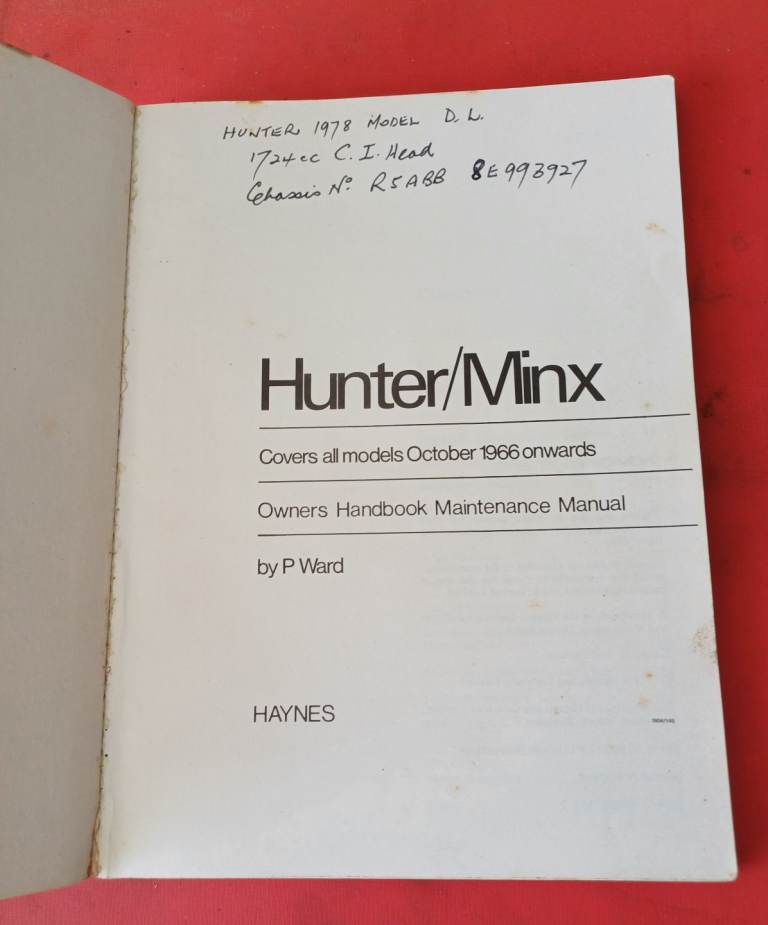 HUNTER 1978 MODEL D.L.
1724cc C.I. Head
Chassis No. R5ABB 8E993927
Hunter/Minx
Covers all models October 1966 onwards
Owners Handbook Maintenance Manual
by P Ward
HAYNES